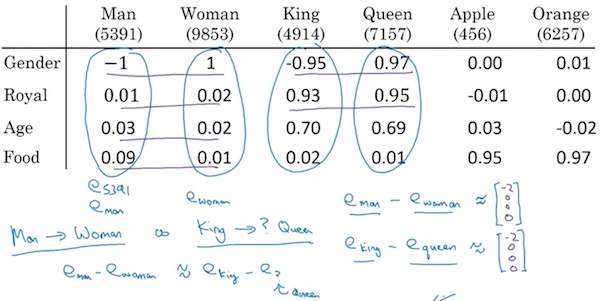 Man Woman King Queen Apple Orange
(5391) (9853) (4914) (7157) (456) (6257)
Gender −1 1 -0.95 0.97 0.00 0.01
Royal 0.01 0.02 0.93 0.95 -0.01 0.00
Age 0.03 0.02 0.70 0.69 0.03 -0.02
Food 0.09 0.01 0.02 0.01 0.95 0.97
e5391
eman ewoman
eman − ewoman ≈ [-2 0 0 0]
Man → Woman as King → ? Queen
eking − equeen ≈ [-2 0 0 0]
eman − ewoman ≈ eking − e?
↑ queen